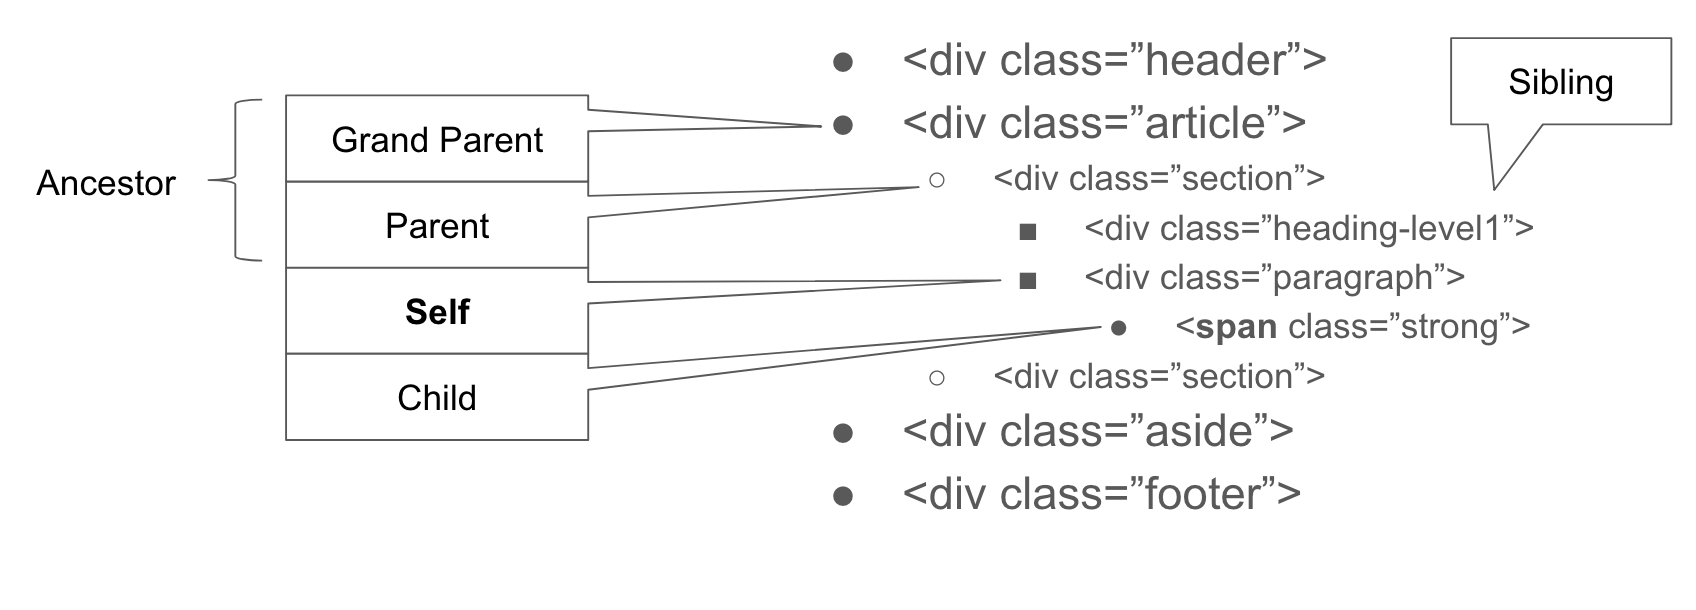 Ancestor
Grand Parent
Parent
Self
Child
<div class=”header”>
<div class=”article”>
<div class=”section”>
<div class=”heading-level1”>
<div class=”paragraph”>
<span class=”strong”>
<div class=”section”>
<div class=”aside”>
<div class=”footer”>
Sibling